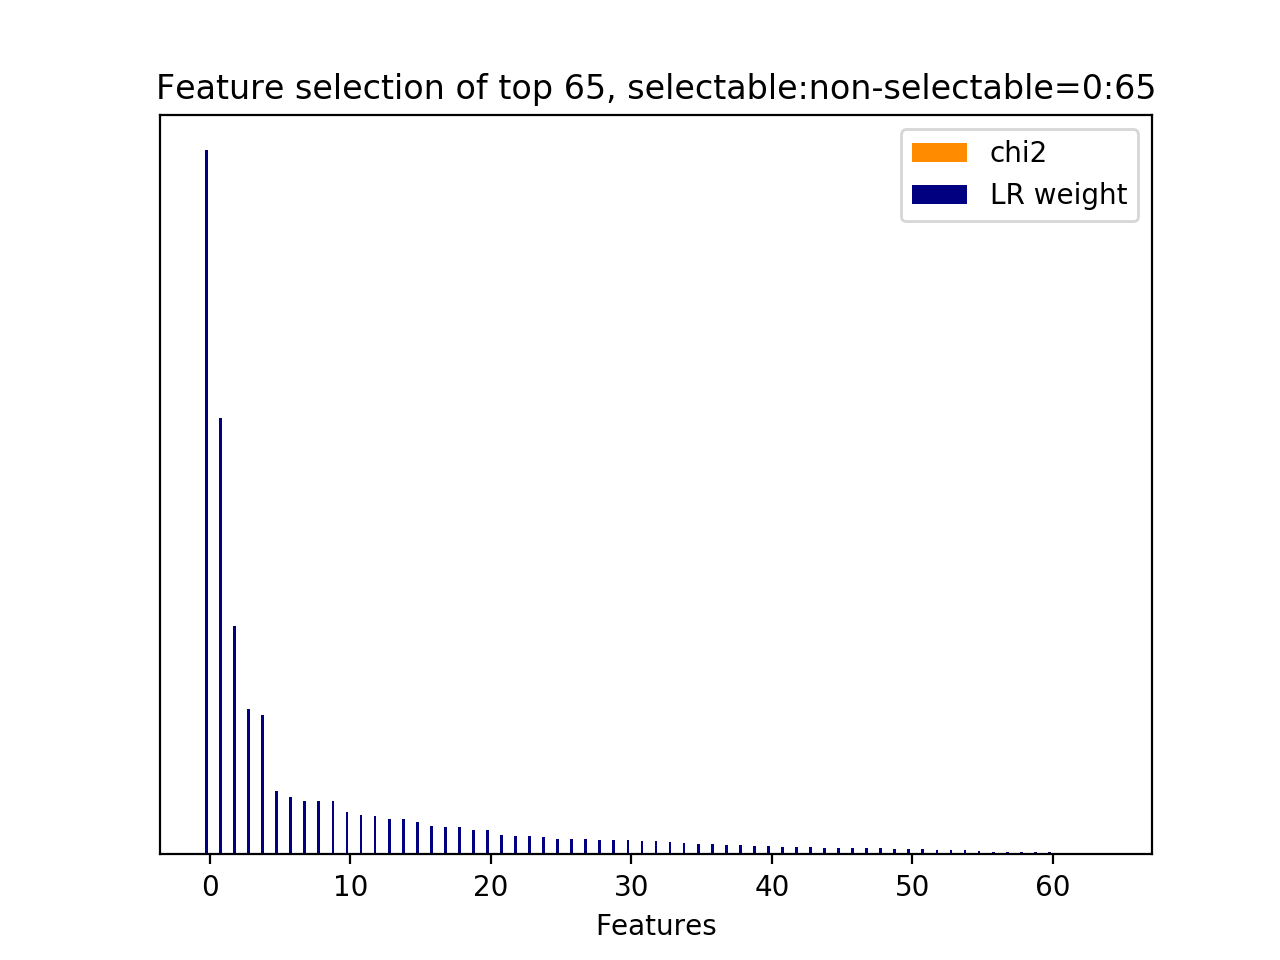 Feature selection of top 65, selectable:non-selectable=0:65
chi2
LR weight
0 10 20 30 40 50 60
Features